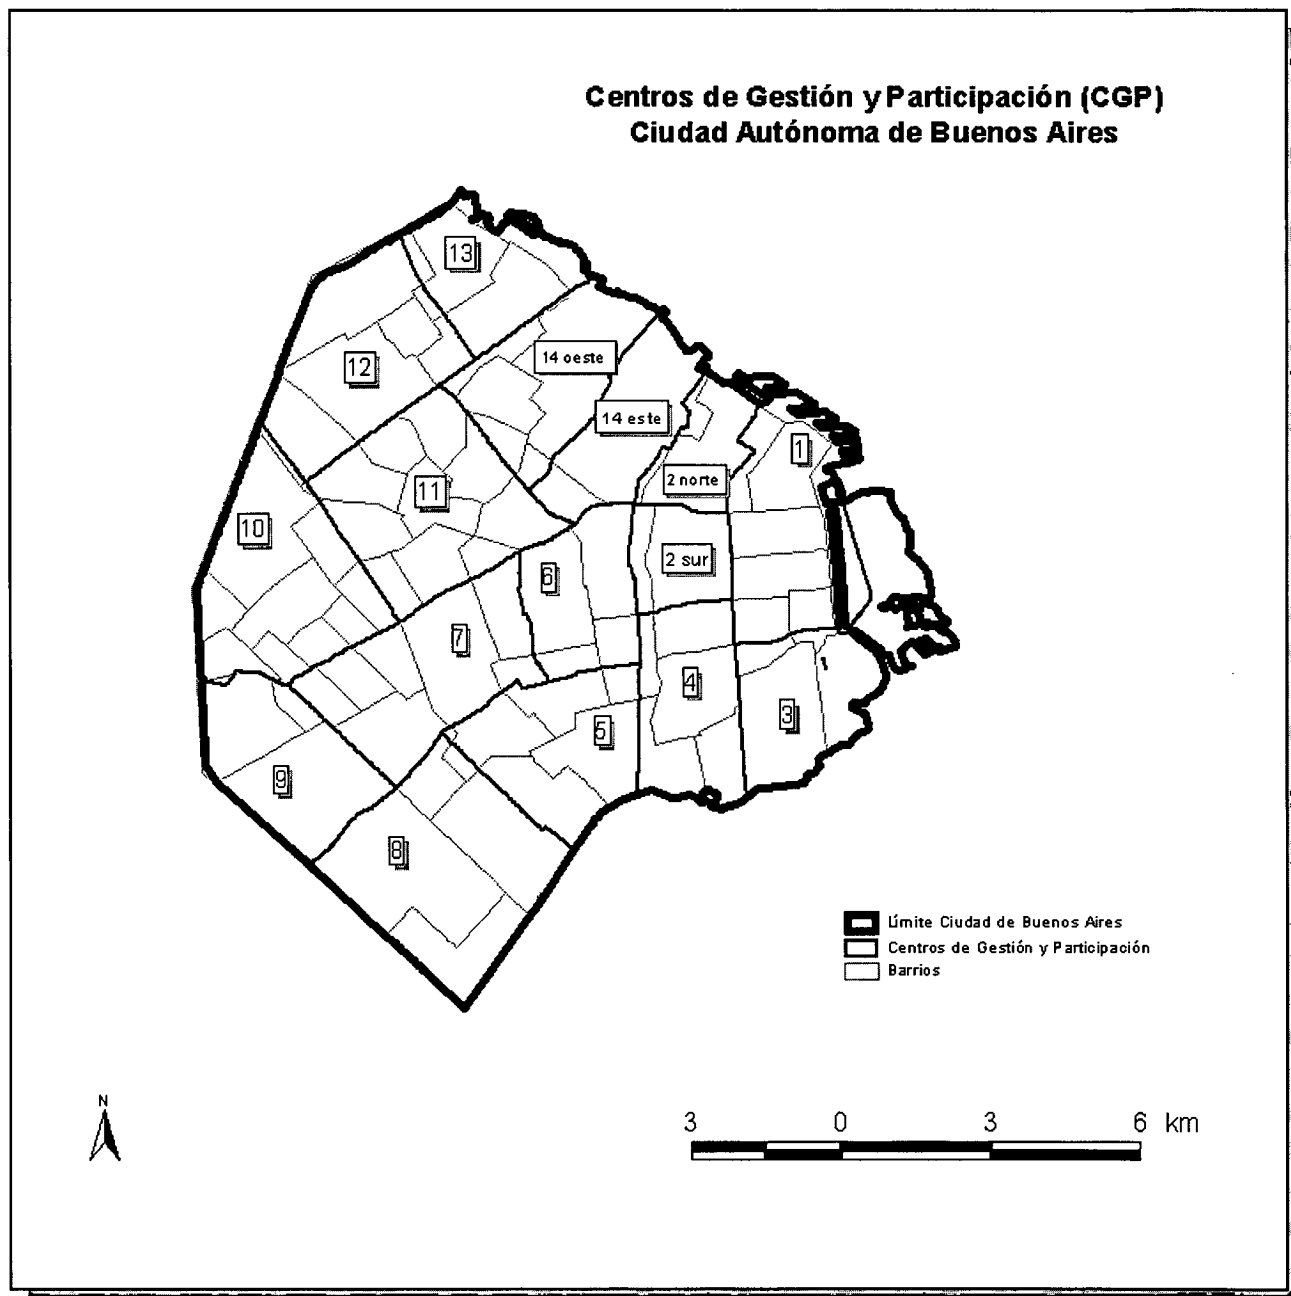 Centros de Gestión y Participación (CGP)
Ciudad Autónoma de Buenos Aires
13
14 oeste
12
14 este
1
2 norte
11
10
2 sur
6
7
4
3
5
9
8
Límite Ciudad de Buenos Aires
Centros de Gestión y Participación
Barrios
N
3 0 3 6 km